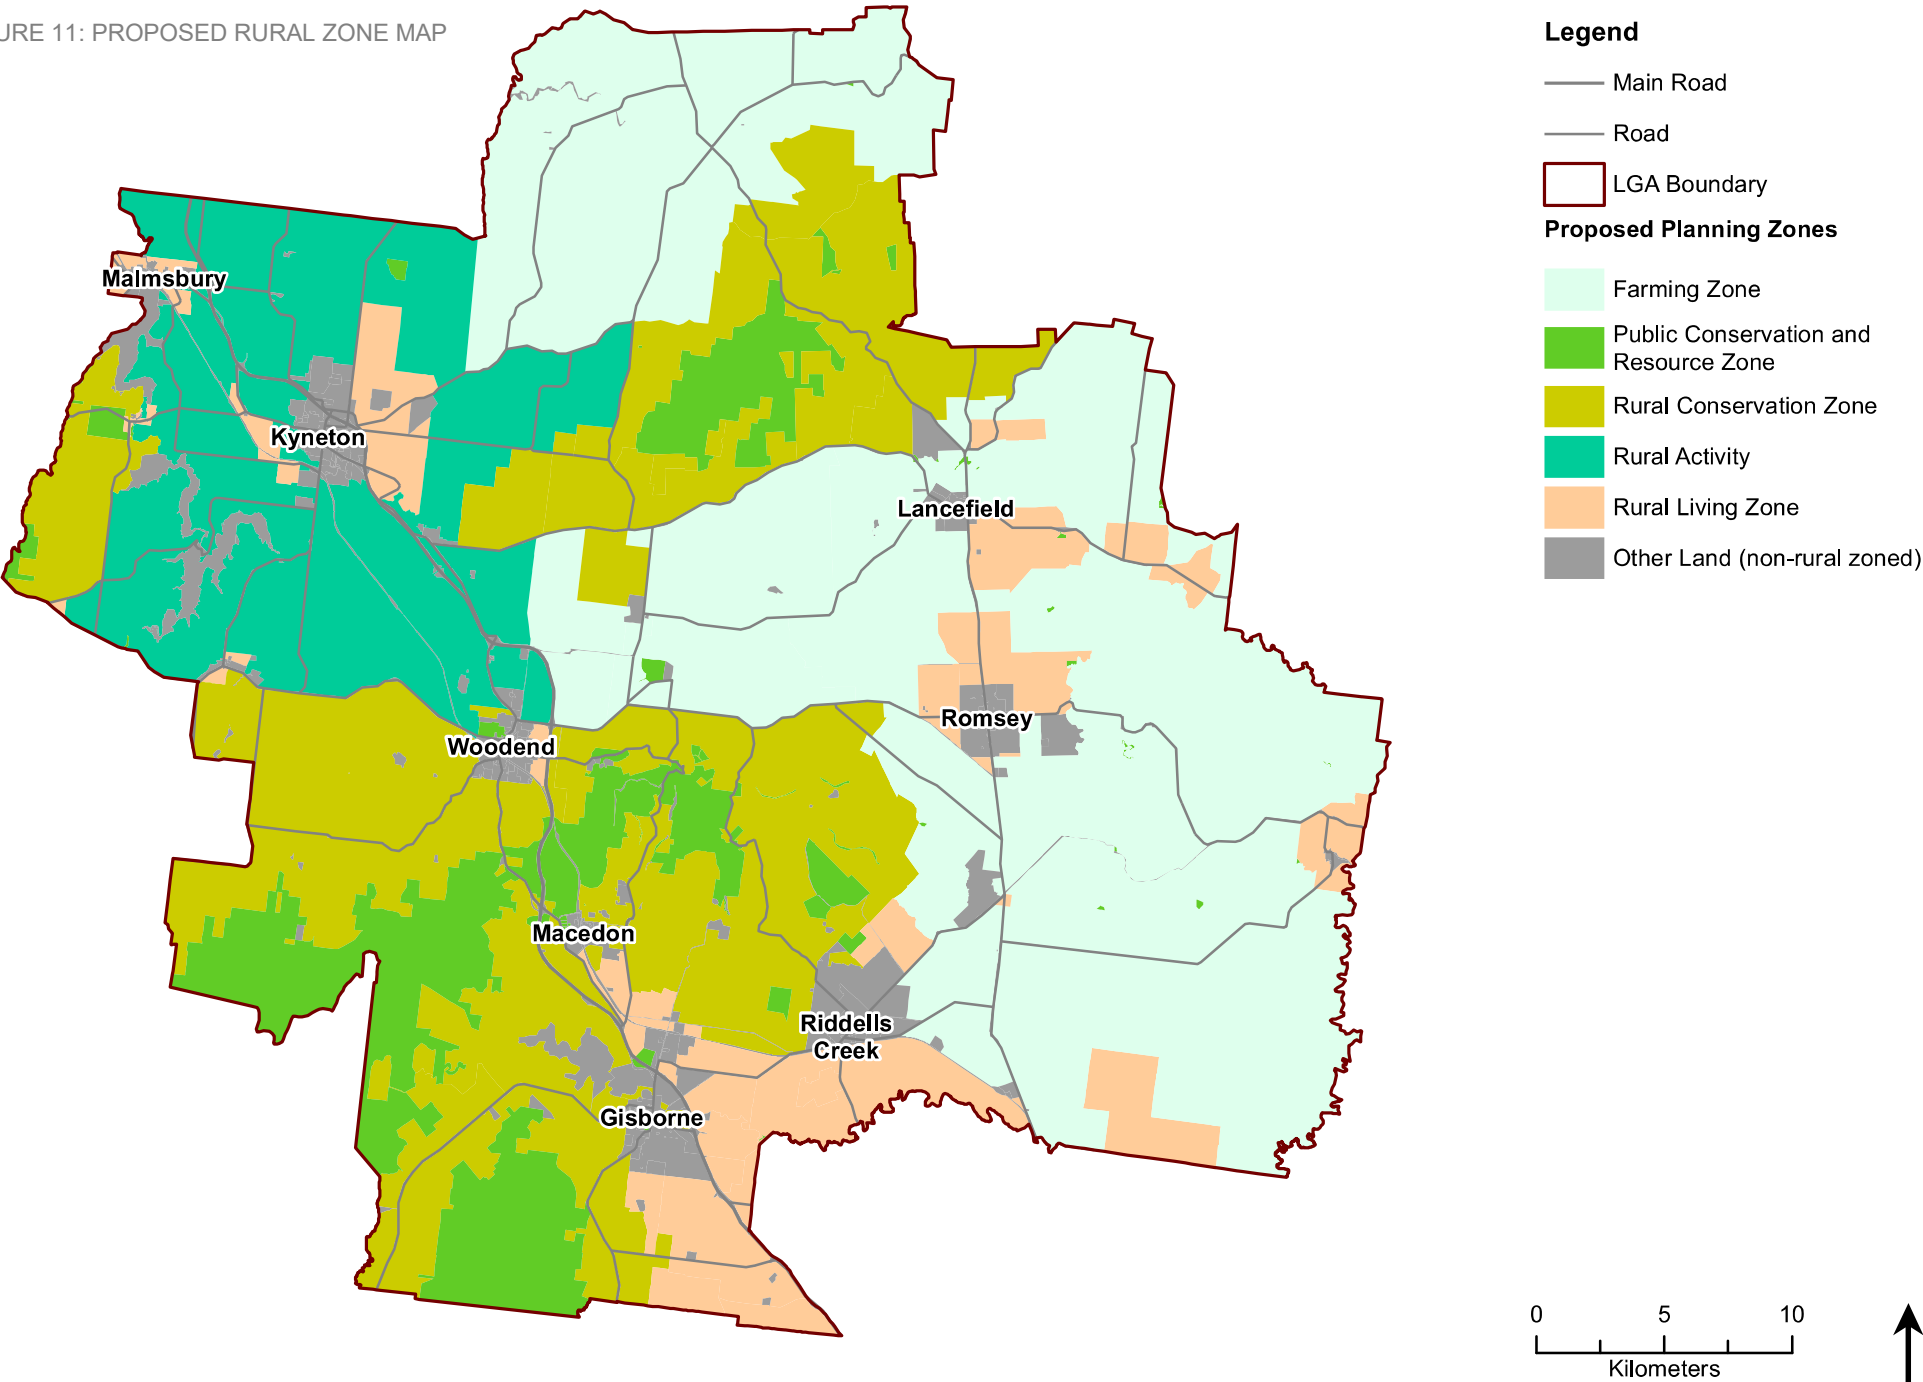 URE 11: PROPOSED RURAL ZONE MAP
Legend
Main Road
Road
LGA Boundary
Proposed Planning Zones
Farming Zone
Public Conservation and
Resource Zone
Rural Conservation Zone
Rural Activity
Rural Living Zone
Other Land (non-rural zoned)
Malmsbury
Kyneton
Lancefield
Romsey
Woodend
Macedon
Riddells
Creek
Gisborne
0 5 10
Kilometers